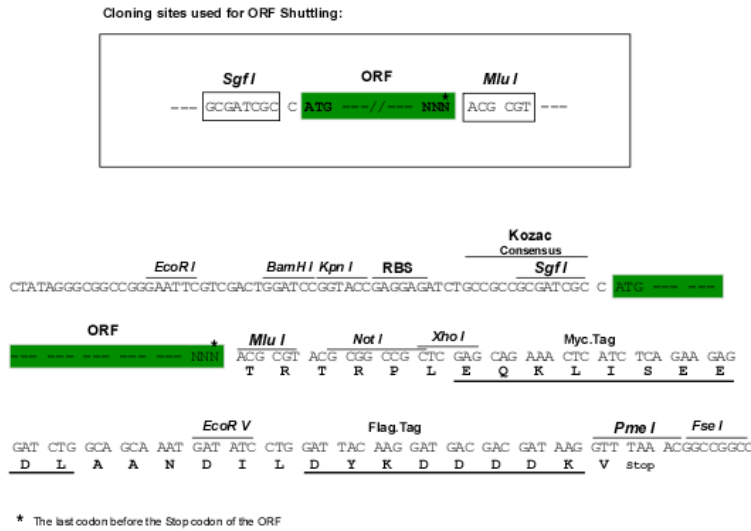 Cloning sites used for ORF Shuttling:
Sgf I ORF Mlu I
*
--- GCGATCGC C ATG ---//--- NNN ACG CGT ---
Kozac
Consensus
EcoR I BamH I Kpn I RBS Sgf I
CTATAGGGCGGCCGGGAATTCGTCGACTGGATCCGGTACCGAGGAGATCTGCCGCCGCGATCGC C ATG --- ---
ORF
* Mlu I Not I Xho I Myc.Tag
--- --- --- --- --- --- NNN ACG CGT ACG CGG CCG CTC GAG CAG AAA CTC ATC TCA GAA GAG
T R T R P L E Q K L I S E E
EcoR V Flag.Tag Pme I Fse I
GAT CTG GCA GCA AAT GAT ATC CTG GAT TAC AAG GAT GAC GAC GAT AAG GTT TAA ACGGCCGGCC
D L A A N D I L D Y K D D D D K V Stop
* The last codon before the Stop codon of the ORF